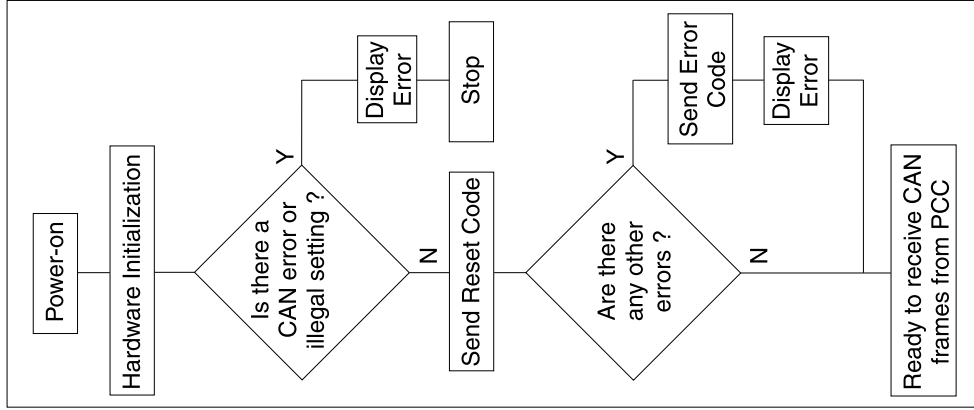 Power-on
Hardware Initialization
Is there a
CAN error or
illegal setting ?
Y
Display
Error
Stop
N
Send Reset Code
Are there
any other
errors ?
Y
Send Error
Code
Display
Error
N
Ready to receive CAN
frames from PCC